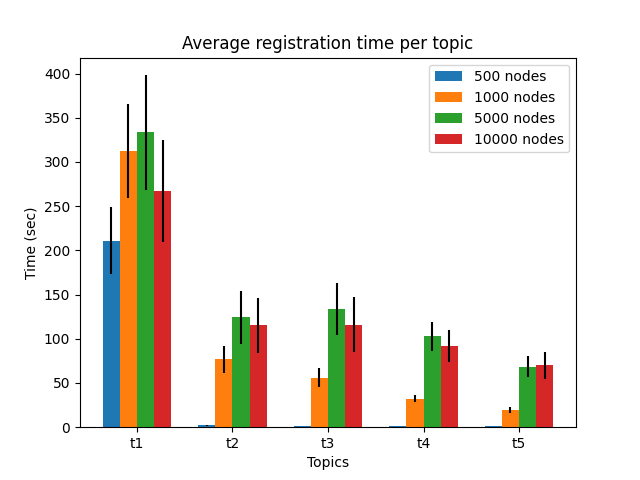 Average registration time per topic
500 nodes
1000 nodes
5000 nodes
10000 nodes
Time (sec)
400
350
300
250
200
150
100
50
0
t1 t2 t3 t4 t5
Topics